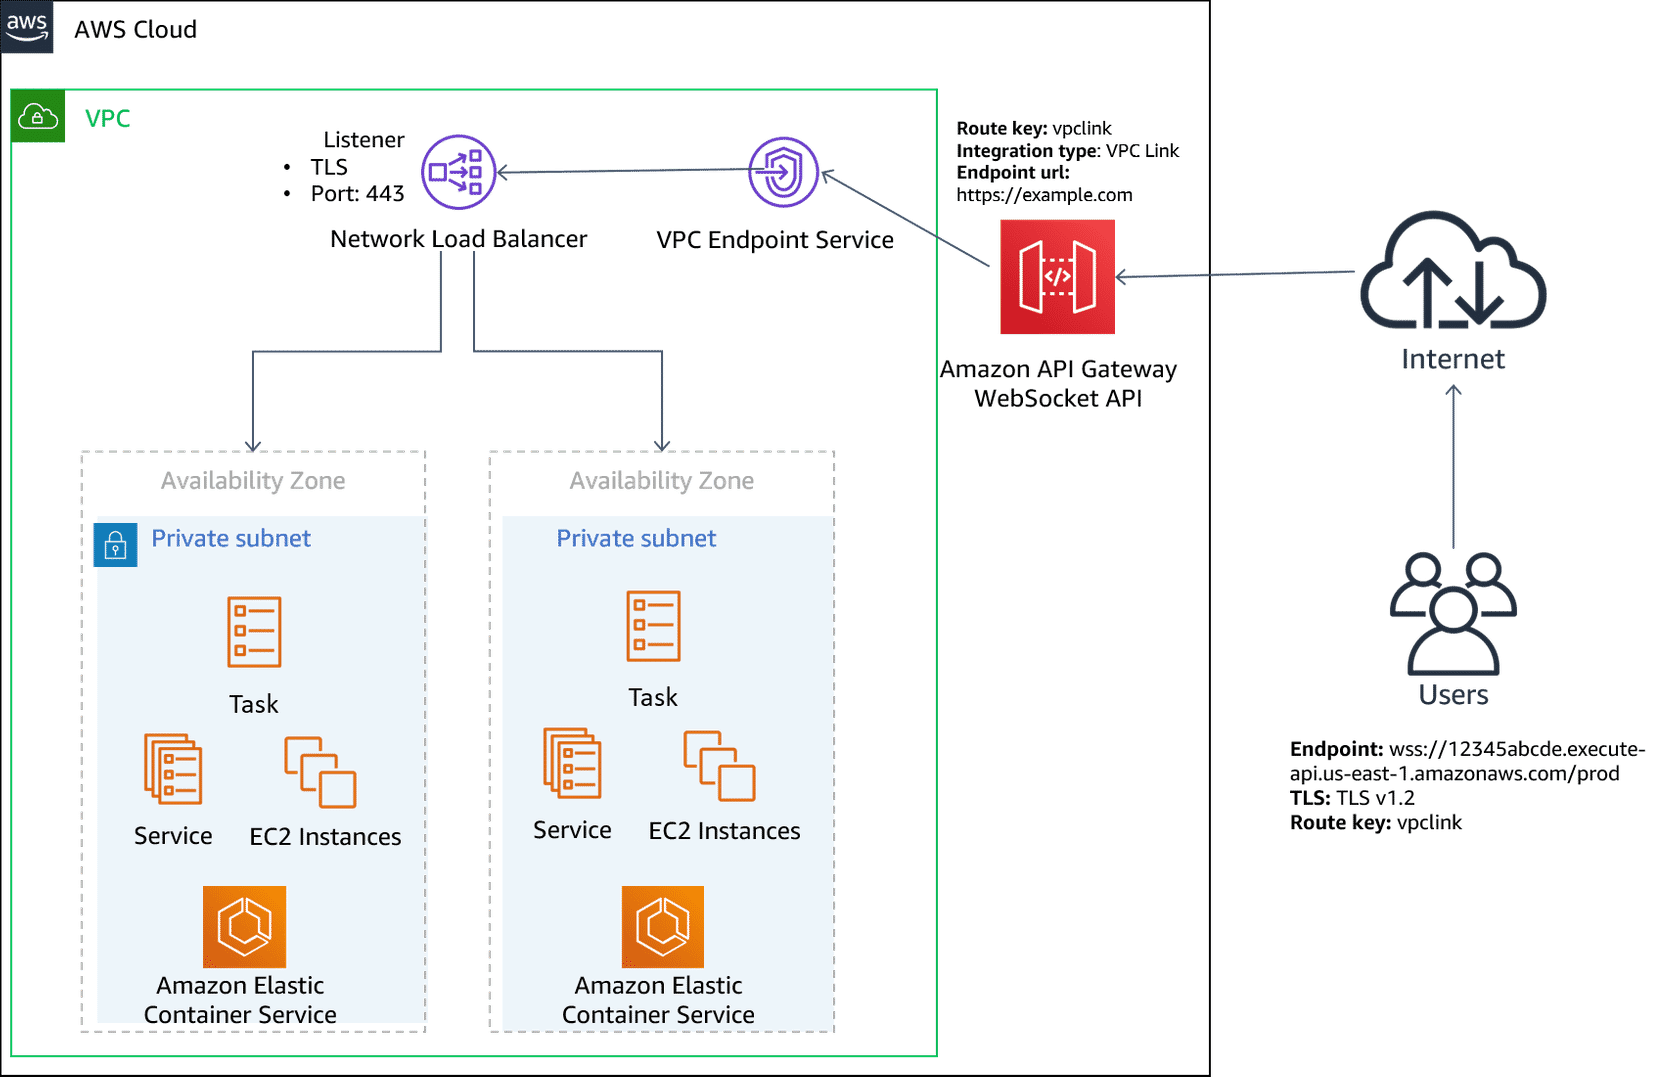 aws
AWS Cloud
VPC
Listener
• TLS
• Port: 443
Network Load Balancer
VPC Endpoint Service
Route key: vpclink
Integration type: VPC Link
Endpoint url:
https://example.com
</>
Amazon API Gateway
WebSocket API
Internet
Availability Zone
Private subnet
Task
Service
EC2 Instances
Amazon Elastic
Container Service
Availability Zone
Private subnet
Task
Service
EC2 Instances
Amazon Elastic
Container Service
Users
Endpoint: wss://12345abcde.execute-
api.us-east-1.amazonaws.com/prod
TLS: TLS v1.2
Route key: vpclink